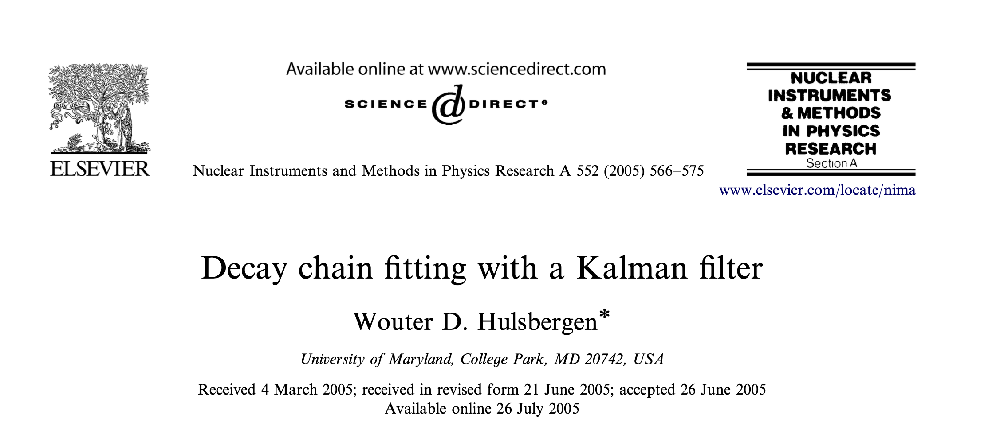 Available online at www.sciencedirect.com
NON SOLUS
SCIENCE @ DIRECT®
ELSEVIER
Nuclear Instruments and Methods in Physics Research A 552 (2005) 566–575
NUCLEAR
INSTRUMENTS
& METHODS
IN PHYSICS
RESEARCH
Section A
www.elsevier.com/locate/nima
Decay chain fitting with a Kalman filter
Wouter D. Hulsbergen*
University of Maryland, College Park, MD 20742, USA
Received 4 March 2005; received in revised form 21 June 2005; accepted 26 June 2005
Available online 26 July 2005